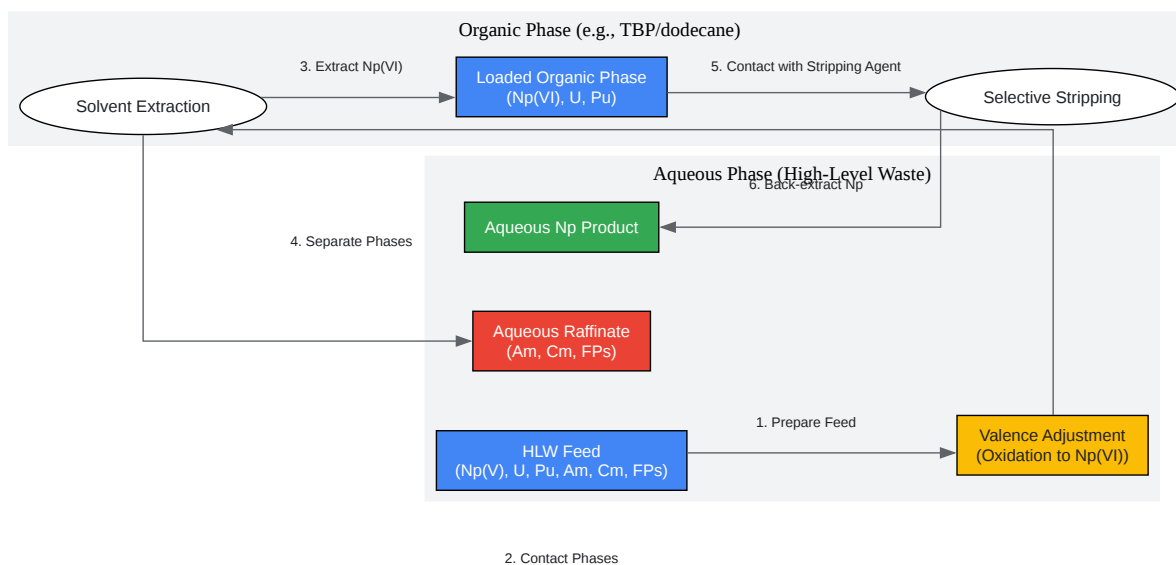 Organic Phase (e.g., TBP/dodecane)
3. Extract Np(VI)
Loaded Organic Phase
(Np(VI), U, Pu)
5. Contact with Stripping Agent
Solvent Extraction
Selective Stripping
Aqueous Phase (High-Level Waste)
6. Back-extract Np
Aqueous Np Product
4. Separate Phases
Aqueous Raffinate
(Am, Cm, FPs)
1. Prepare Feed
HLW Feed
(Np(V), U, Pu, Am, Cm, FPs)
Valence Adjustment
(Oxidation to Np(VI))
2. Contact Phases